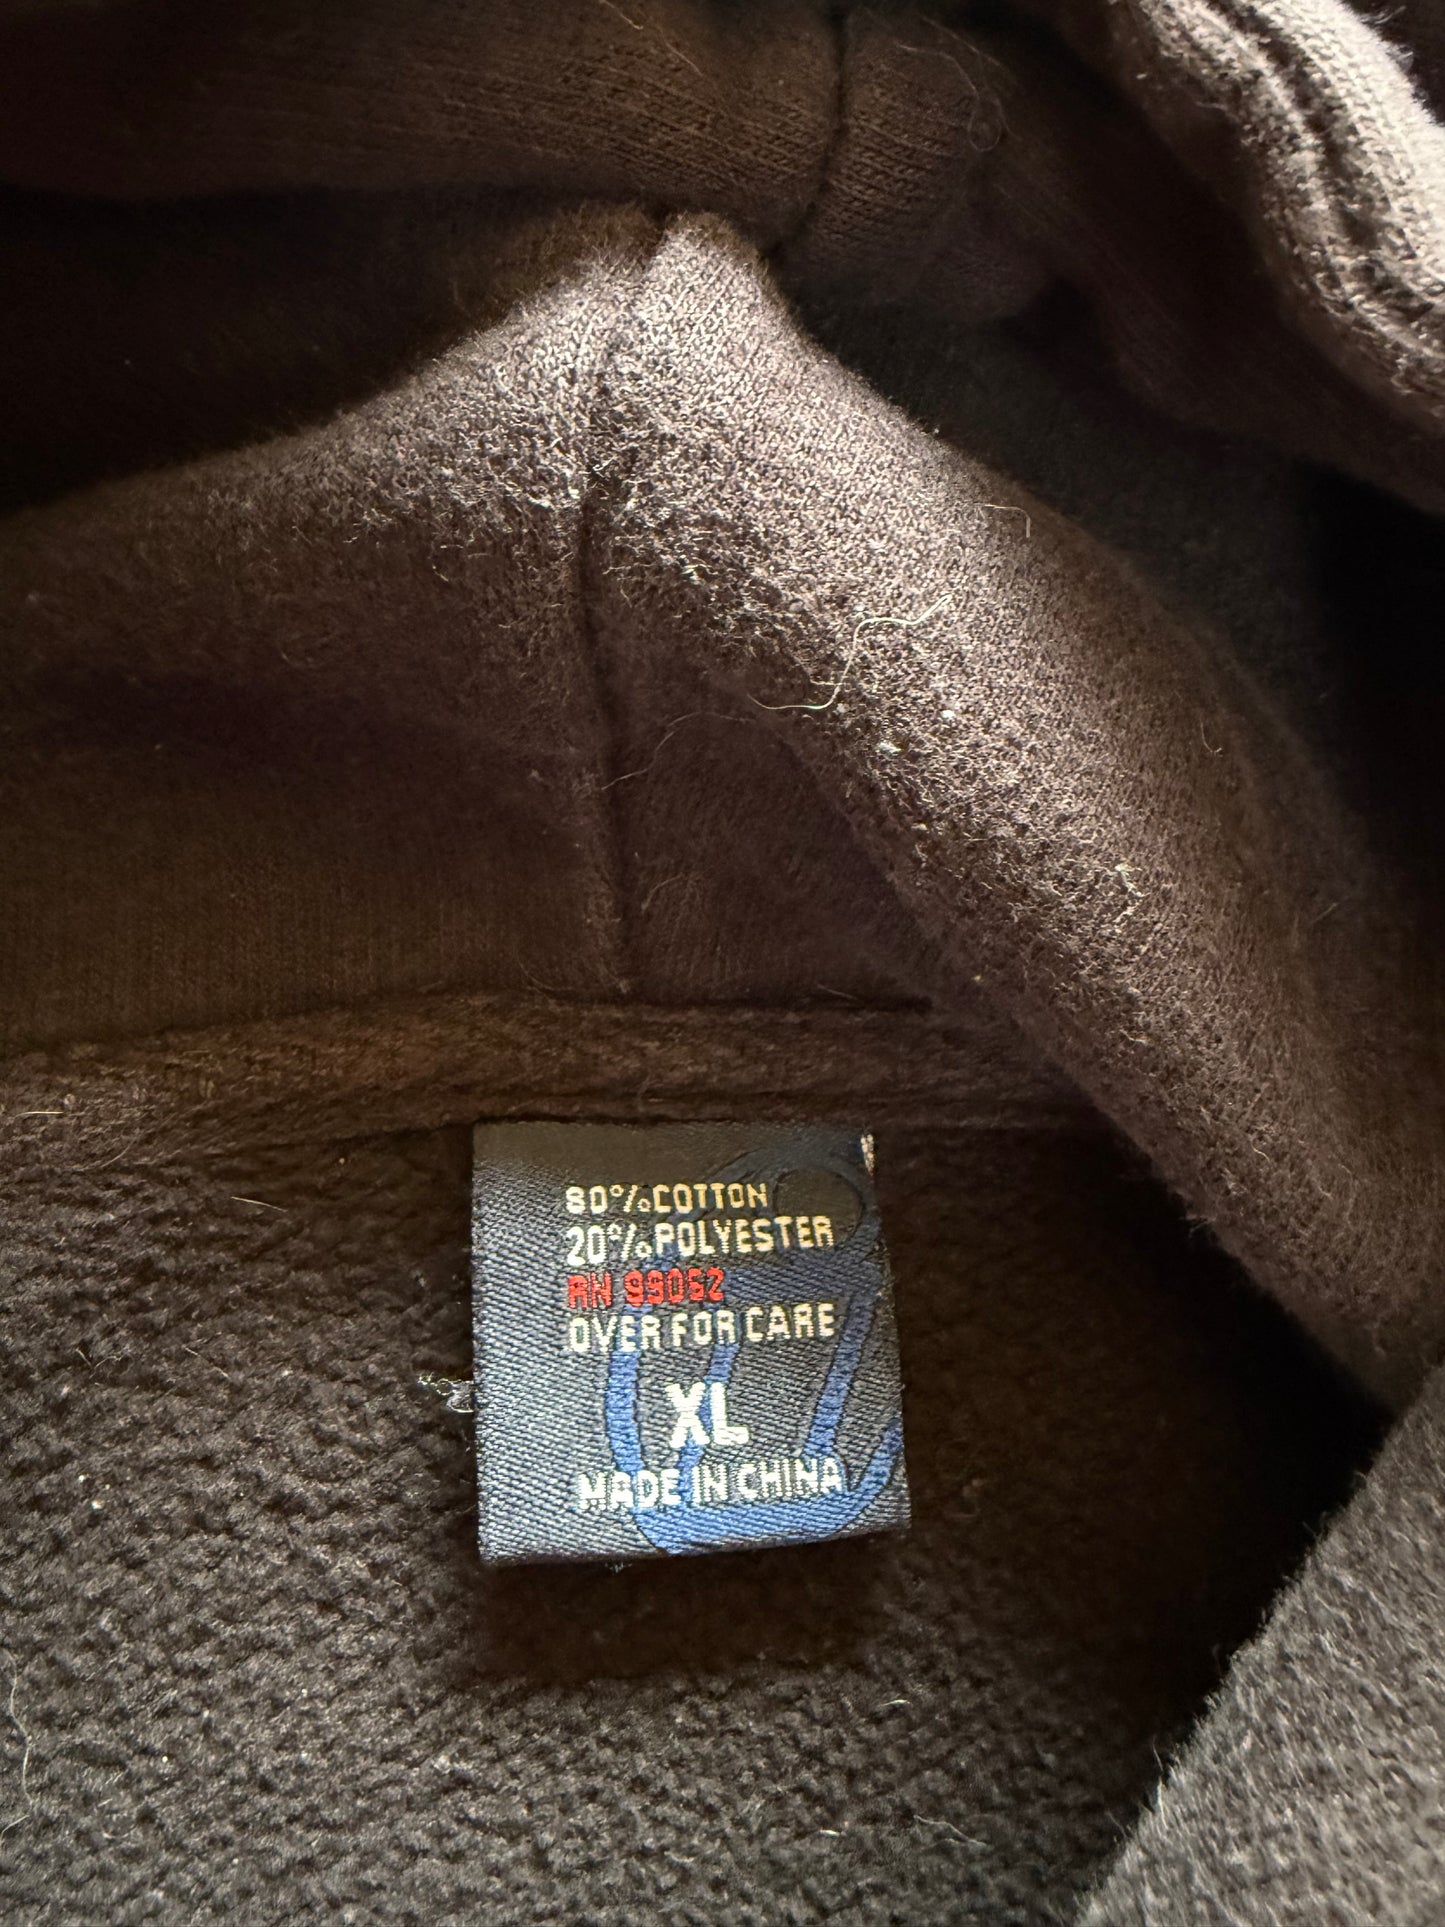 80%COTTON
20%POLYESTER
RN 99052
OVER FOR CARE
XL
MADE IN CHINA